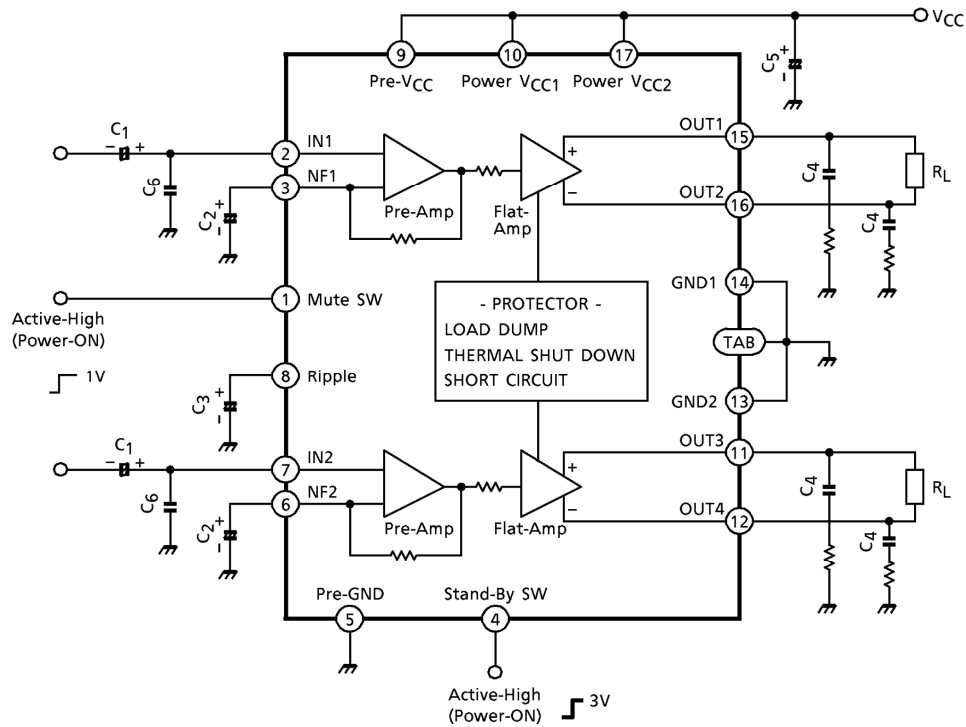 VCC
9
10
17
C5
+
-
Pre-VCC
Power VCC1
Power VCC2
C1
- +
2
IN1
C6
3
NF1
C2
+
-
Pre-Amp
Flat-
Amp
+
-
OUT1
15
OUT2
16
C4
C4
RL
1
Mute SW
Active-High
(Power-ON)
1V
8
Ripple
C3
+
-
- PROTECTOR -
LOAD DUMP
THERMAL SHUT DOWN
SHORT CIRCUIT
GND1
14
TAB
GND2
13
C1
- +
7
IN2
C6
6
NF2
C2
+
-
Pre-Amp
Flat-Amp
+
-
OUT3
11
OUT4
12
C4
C4
RL
Pre-GND
5
Stand-By SW
4
Active-High
(Power-ON)
3V